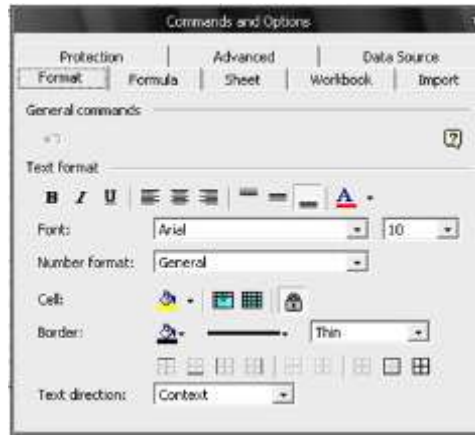 Commands and Options
Protection Advanced Data Source
Format Formula Sheet Workbook Import
General commands
Text format
B I U A
Font: Arial 10
Number format: General
Cell:
Border: Thin
Text direction: Context